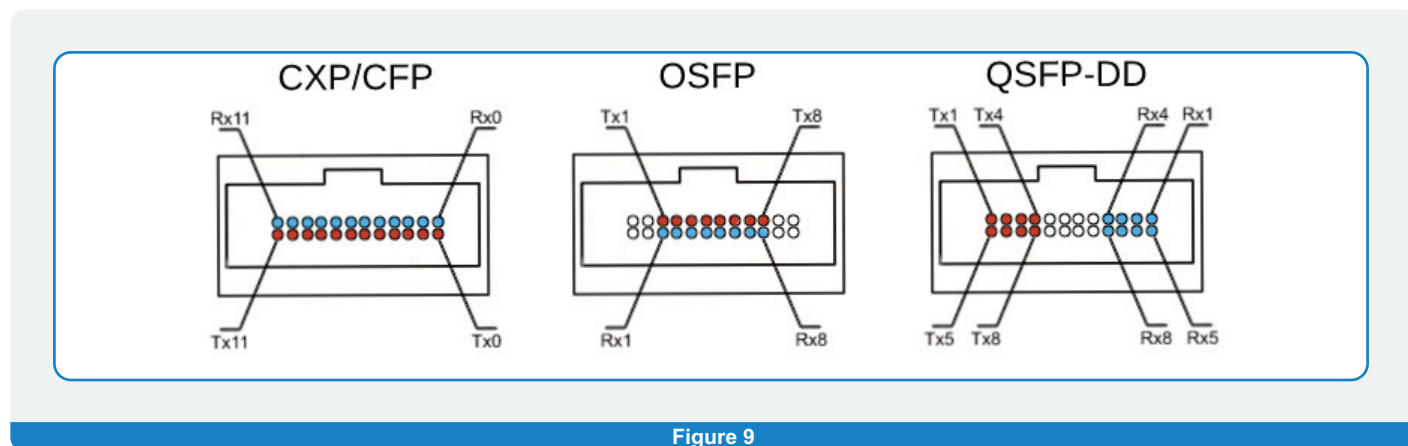 CXP/CFP OSFP QSFP-DD
Rx11 Rx0 Tx1 Tx8 Tx1 Tx4 Rx4 Rx1
Tx11 Tx0 Rx1 Rx8 Tx5 Tx8 Rx8 Rx5
Figure 9